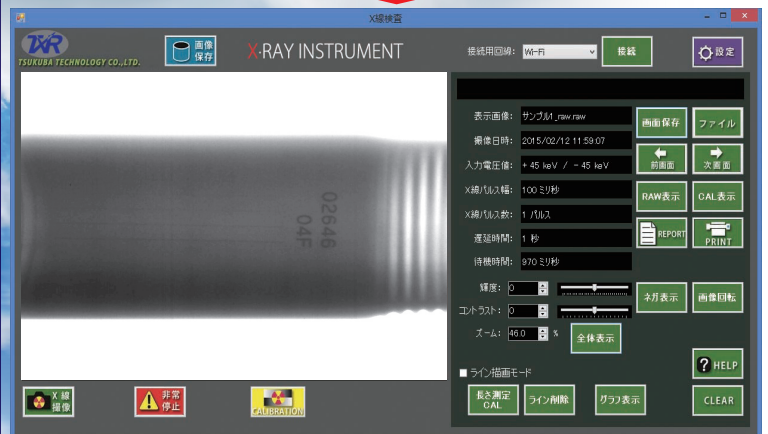 X線検査
TXR
TSUKUBA TECHNOLOGY CO.,LTD.
画像保存
X-RAY INSTRUMENT
接続用回線: Wi-Fi
接続
設定
表示画像: サンプル1_raw.raw
画面保存
ファイル
撮像日時: 2015/02/12 11:59:07
入力電圧値: + 45 keV / - 45 keV
前画面
次画面
X線パルス幅: 100 ミリ秒
RAW表示
CAL表示
X線パルス数: 1 パルス
遅延時間: 1 秒
REPORT
PRINT
待機時間: 970 ミリ秒
輝度: 0
ネガ表示
画像回転
コントラスト: 0
ズーム: 46.0 %
全体表示
ライン描画モード
HELP
長さ測定
CAL
ライン削除
グラフ表示
CLEAR
02646
04F
X 線
撮像
非常
停止
CALIBRATION